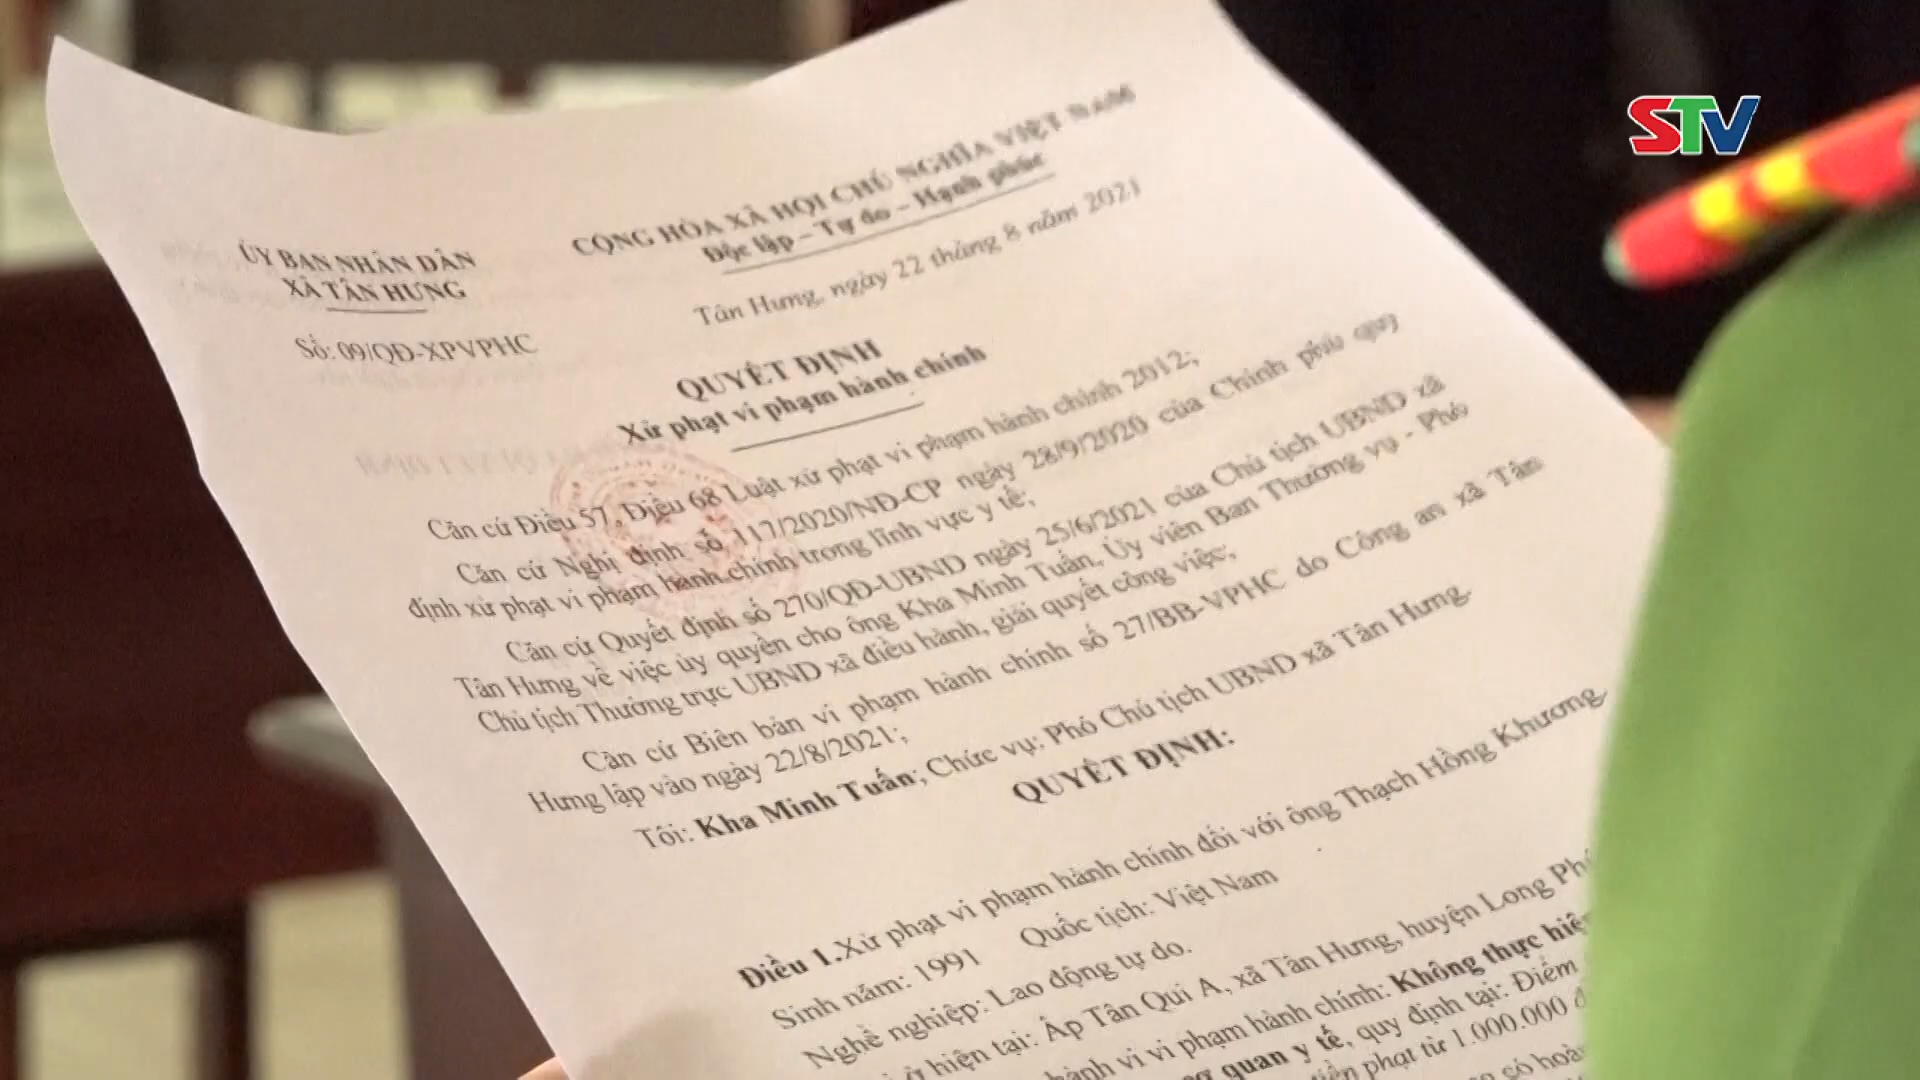 STV
CỘNG HÒA XÃ HỘI CHỦ NGHĨA VIỆT NAM
Độc lập – Tự do – Hạnh phúc
ỦY BAN NHÂN DÂN
XÃ TÂN HƯNG
Tân Hưng, ngày 22 tháng 8 năm 2021
Số: 09/QĐ-XPVPHC
QUYẾT ĐỊNH
Xử phạt vi phạm hành chính
Căn cứ Điều 57, Điều 68 Luật xử phạt vi phạm hành chính 2012;
Căn cứ Nghị định số 117/2020/NĐ-CP ngày 28/9/2020 của Chính phủ quy
định xử phạt vi phạm hành chính trong lĩnh vực y tế;
Căn cứ Quyết định số 270/QĐ-UBND ngày 25/6/2021 của Chủ tịch UBND xã
Tân Hưng về việc ủy quyền cho ông Kha Minh Tuấn, Ủy viên Ban Thường vụ - Phó
Chủ tịch Thường trực UBND xã điều hành, giải quyết công việc;
Căn cứ Biên bản vi phạm hành chính số 27/BB-VPHC do Công an xã Tân
Hưng lập vào ngày 22/8/2021;
Tôi: Kha Minh Tuấn; Chức vụ: Phó Chủ tịch UBND xã Tân Hưng.
QUYẾT ĐỊNH:
Điều 1.Xử phạt vi phạm hành chính đối với ông Thạch Hồng Khương.
Sinh năm: 1991 Quốc tịch: Việt Nam
Nghề nghiệp: Lao động tự do.
ở hiện tại: Ấp Tân Qui A, xã Tân Hưng, huyện Long Phú
hành vi vi phạm hành chính: Không thực hiện
quan y tế, quy định tại: Điểm
tiền phạt từ 1.000.000 đ
có hoàn